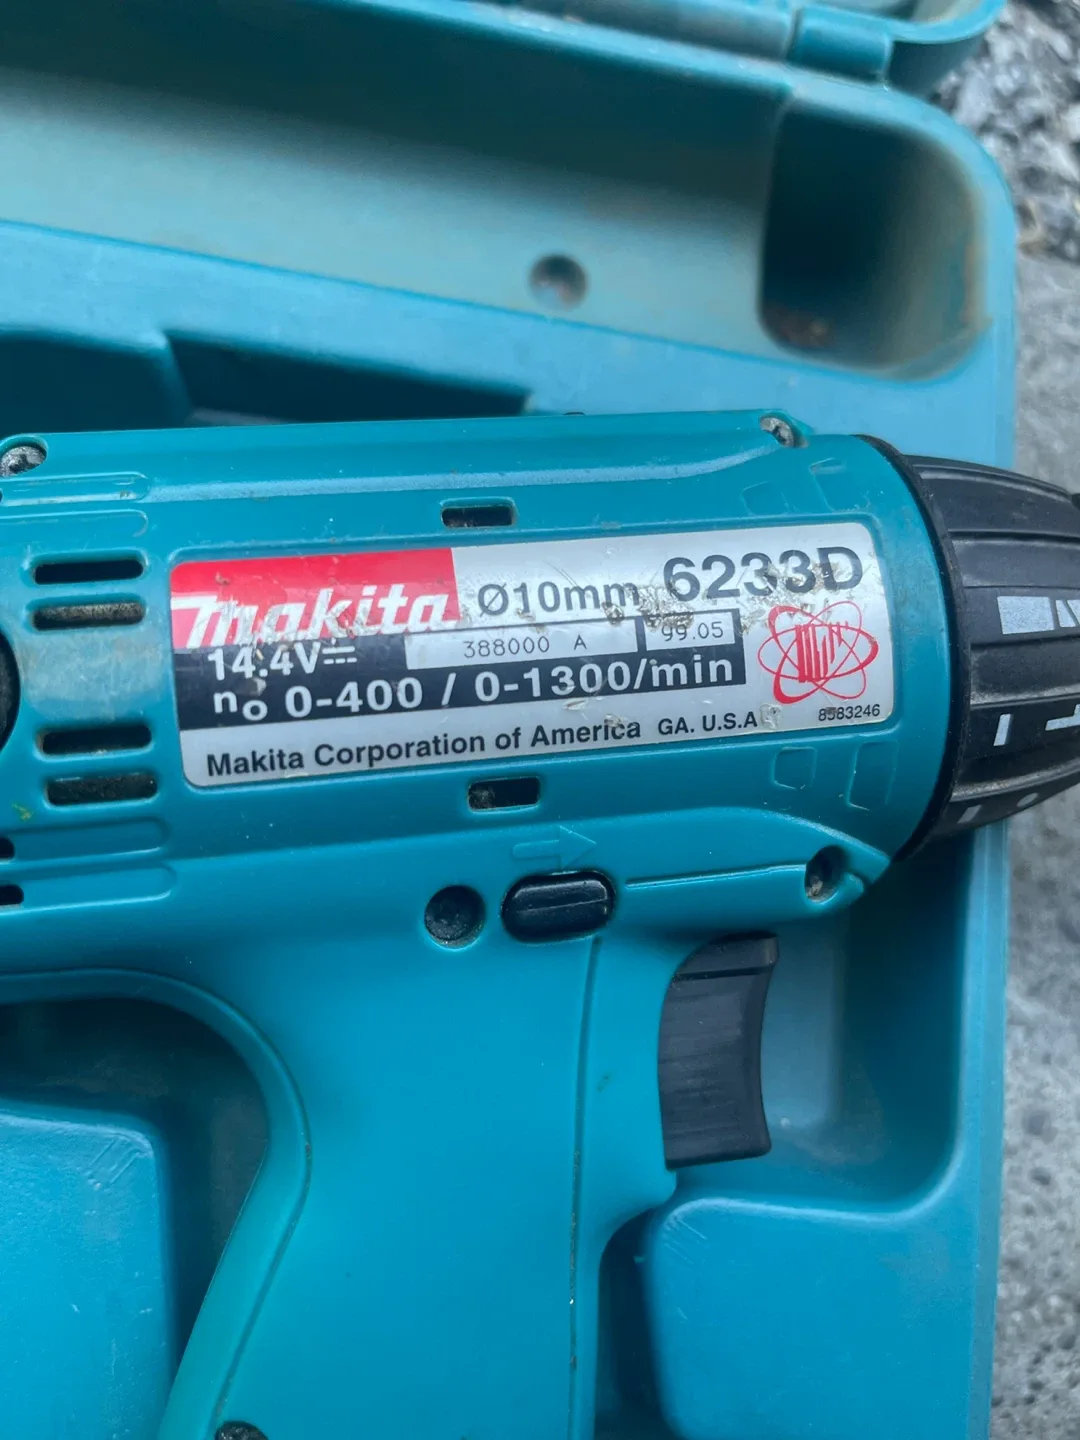 makita Ø10mm 6233D
14.4V⎓ 388000 A 99.05
no 0-400 / 0-1300/min
Makita Corporation of America GA. U.S.A 8583246